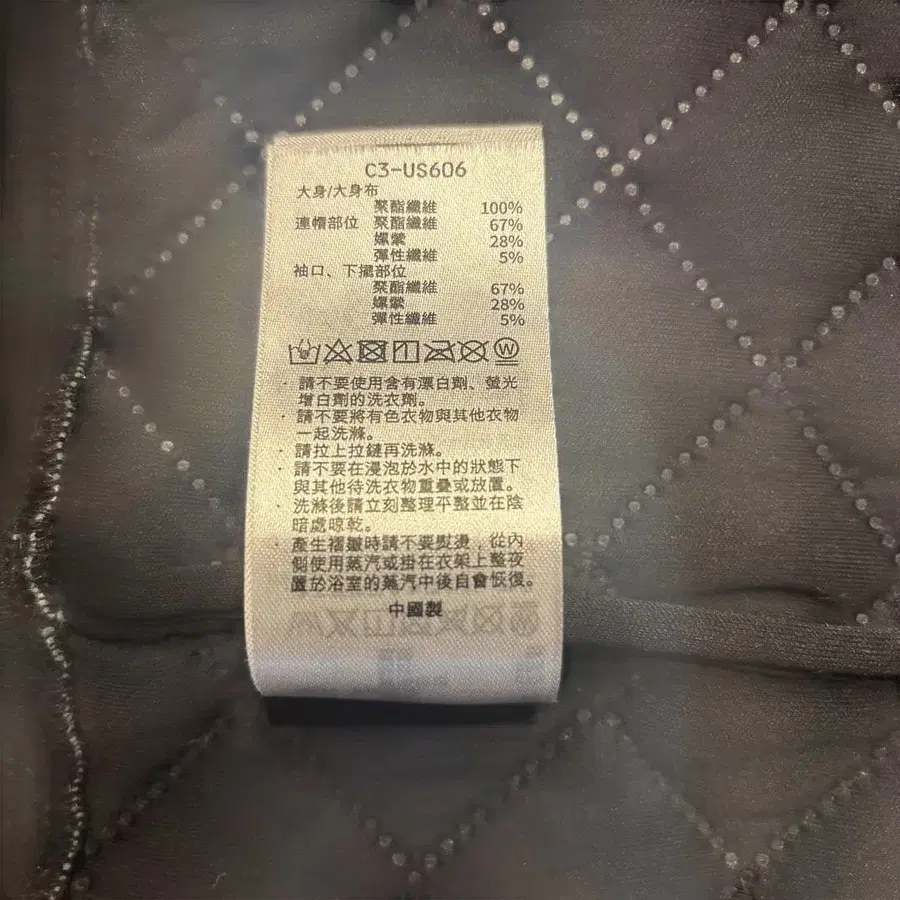 C3-US606
大身/大身布
聚酯纖維 100%
連帽部位 聚酯纖維 67%
嫘縈 28%
彈性纖維 5%
袖口、下擺部位
聚酯纖維 67%
嫘縈 28%
彈性纖維 5%
W
· 請不要使用含有漂白劑、螢光
增白劑的洗衣劑。
· 請不要將有色衣物與其他衣物
一起洗滌。
· 請拉上拉鏈再洗滌。
· 請不要在浸泡於水中的狀態下
與其他待洗衣物重疊或放置。
· 洗滌後請立刻整理平整並在陰
暗處晾乾。
· 產生褶皺時請不要熨燙，從內
側使用蒸汽或掛在衣架上整夜
置於浴室的蒸汽中後自會恢復。
中國製